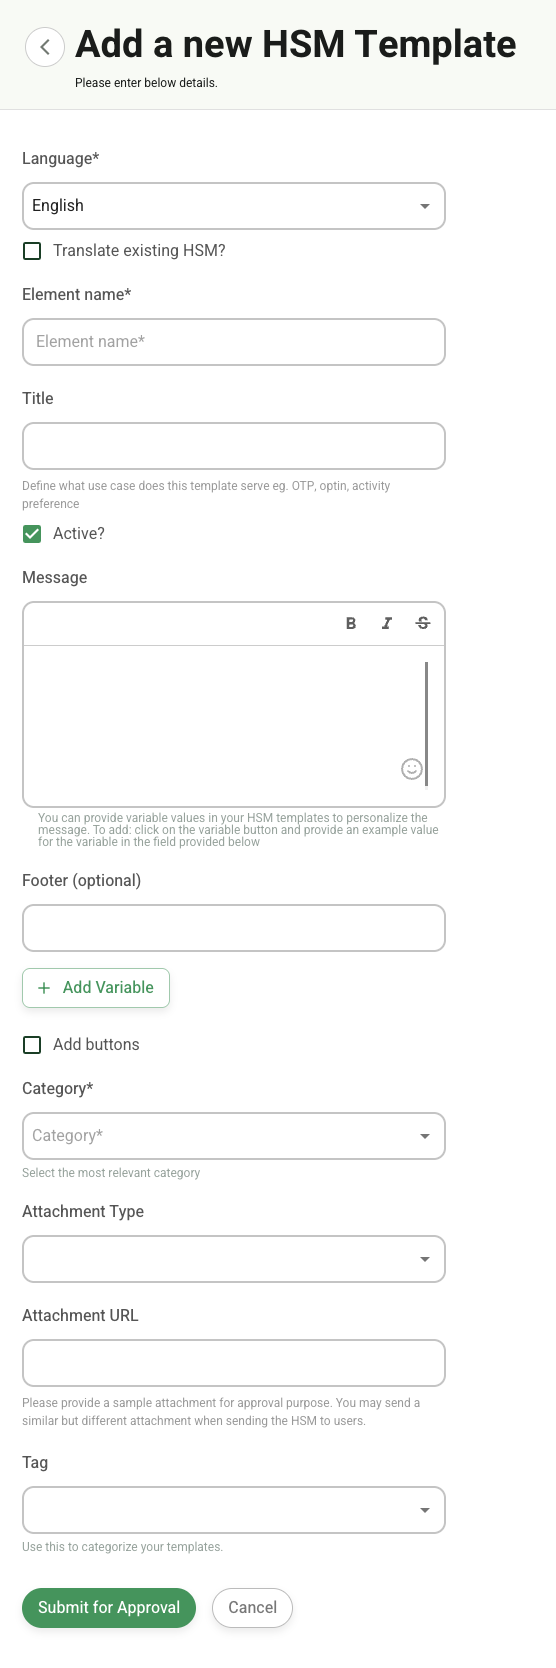 Add a new HSM Template
Please enter below details.
Language*
English
Translate existing HSM?
Element name*
Element name*
Title
Define what use case does this template serve eg. OTP, optin, activity
preference
Active?
Message
B I S
You can provide variable values in your HSM templates to personalize the
message. To add: click on the variable button and provide an example value
for the variable in the field provided below
Footer (optional)
+ Add Variable
Add buttons
Category*
Category*
Select the most relevant category
Attachment Type
Attachment URL
Please provide a sample attachment for approval purpose. You may send a
similar but different attachment when sending the HSM to users.
Tag
Use this to categorize your templates.
Submit for Approval
Cancel